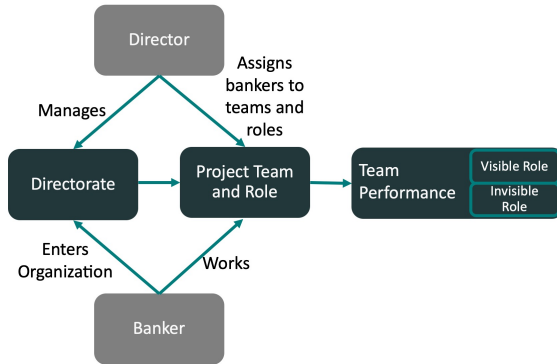 Director
Assigns
bankers to
teams and
roles
Manages
Directorate
Project Team
and Role
Team
Performance
Visible Role
Invisible
Role
Enters
Organization
Works
Banker